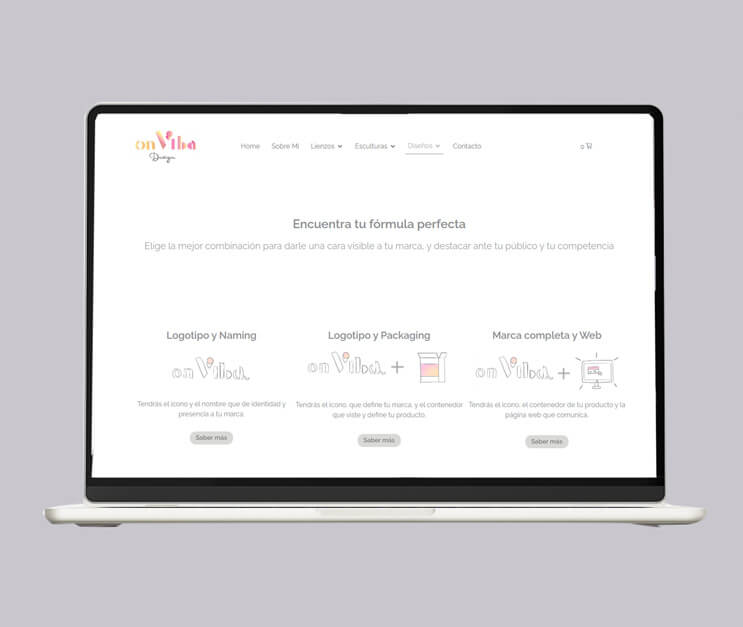 onViba
Design
Home Sobre Mi Lienzos Esculturas Diseños Contacto 0
Encuentra tu fórmula perfecta
Elige la mejor combinación para darle una cara visible a tu marca, y destacar ante tu público y tu competencia
Logotipo y Naming Logotipo y Packaging Marca completa y Web
onViba onViba + onViba +
Tendrás el icono y el nombre que de identidad y
presencia a tu marca.
Tendrás el icono, que define tu marca, y el contenedor
que viste y define tu producto.
Tendrás el icono, el contenedor de tu producto y la
página web que comunica.
Saber más Saber más Saber más